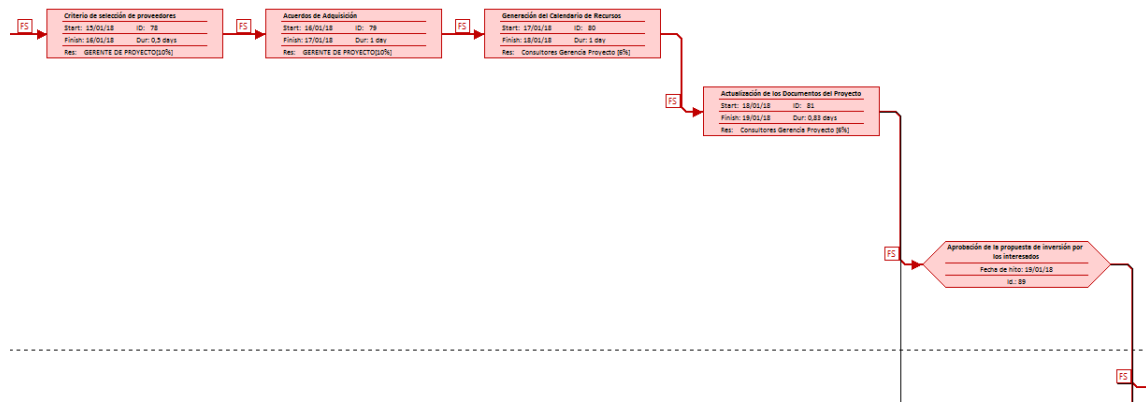 FS
Criterio de selección de proveedores
Start: 15/01/18 ID: 78
Finish: 16/01/18 Dur: 0,5 days
Res: GERENTE DE PROYECTO[10%]
FS
Acuerdos de Adquisición
Start: 16/01/18 ID: 79
Finish: 17/01/18 Dur: 1 day
Res: GERENTE DE PROYECTO[10%]
FS
Generación del Calendario de Recursos
Start: 17/01/18 ID: 80
Finish: 18/01/18 Dur: 1 day
Res: Consultores Gerencia Proyecto [6%]
FS
Actualización de los Documentos del Proyecto
Start: 18/01/18 ID: 81
Finish: 19/01/18 Dur: 0,83 days
Res: Consultores Gerencia Proyecto [6%]
FS
Aprobación de la propuesta de inversión por
los interesados
Fecha de hito: 19/01/18
Id.: 89
FS